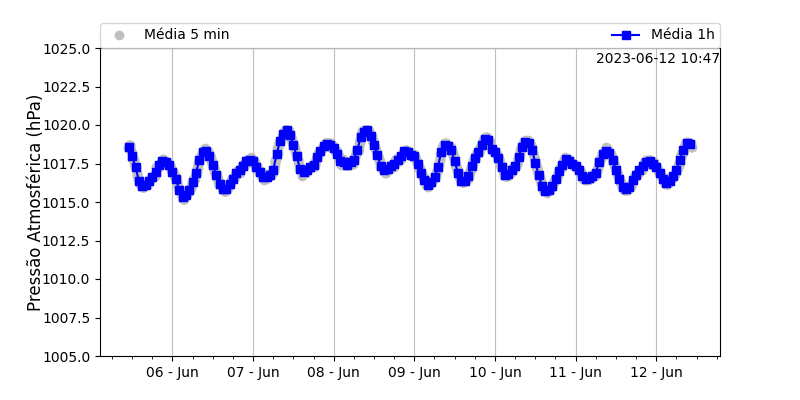 Média 5 min
Média 1h
2023-06-12 10:47
Pressão Atmosférica (hPa)
1025.0
1022.5
1020.0
1017.5
1015.0
1012.5
1010.0
1007.5
1005.0
06 - Jun
07 - Jun
08 - Jun
09 - Jun
10 - Jun
11 - Jun
12 - Jun